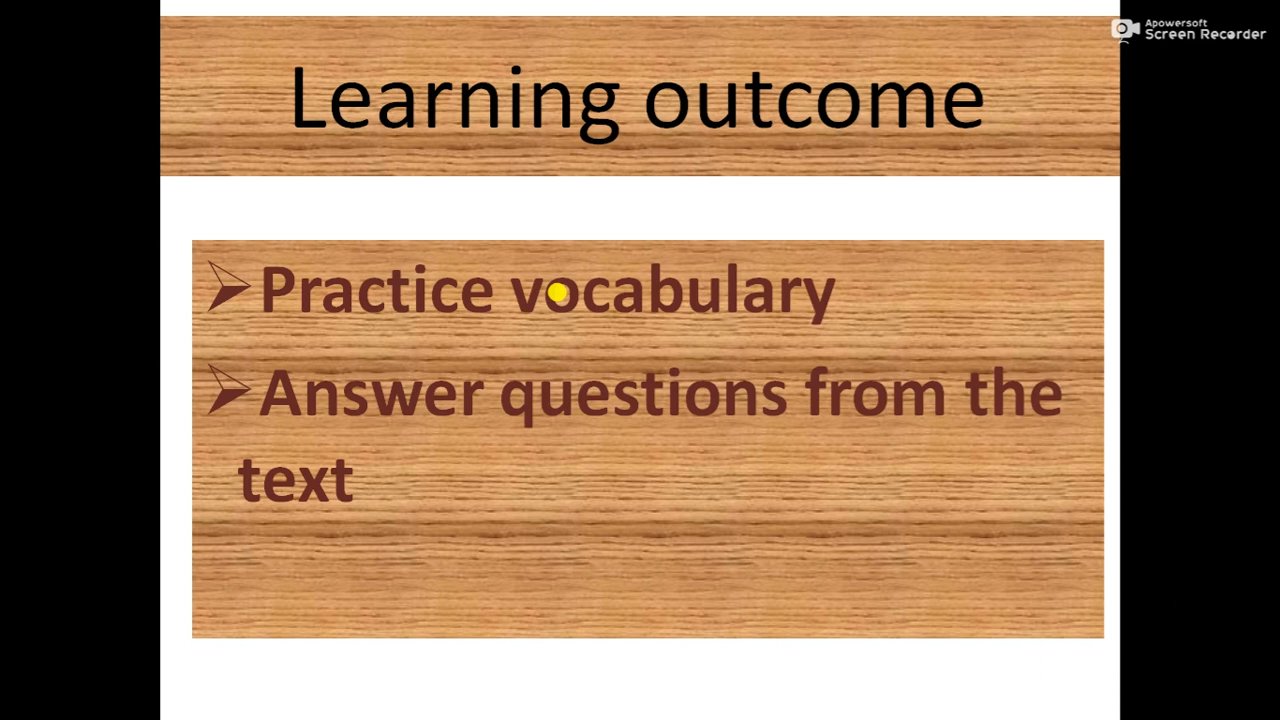 Apowersoft
Screen Recorder
Learning outcome
Practice vocabulary
Answer questions from the
text